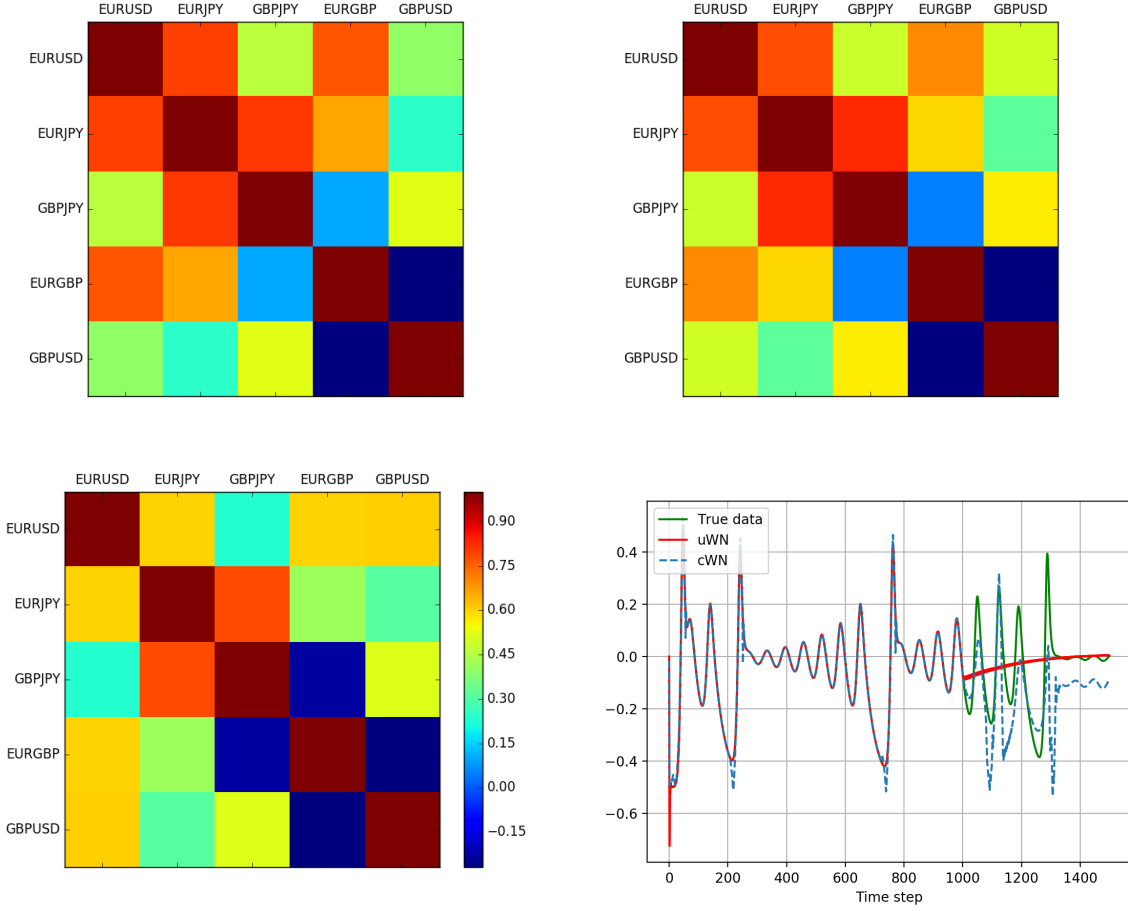 EURUSD EURJPY GBPJPY EURGBP GBPUSD
EURUSD
EURJPY
GBPJPY
EURGBP
GBPUSD
EURUSD EURJPY GBPJPY EURGBP GBPUSD
EURUSD
EURJPY
GBPJPY
EURGBP
GBPUSD
EURUSD EURJPY GBPJPY EURGBP GBPUSD
EURUSD
EURJPY
GBPJPY
EURGBP
GBPUSD
0.90
0.75
0.60
0.45
0.30
0.15
0.00
−0.15
True data
uWN
cWN
0.4
0.2
0.0
−0.2
−0.4
−0.6
0 200 400 600 800 1000 1200 1400
Time step